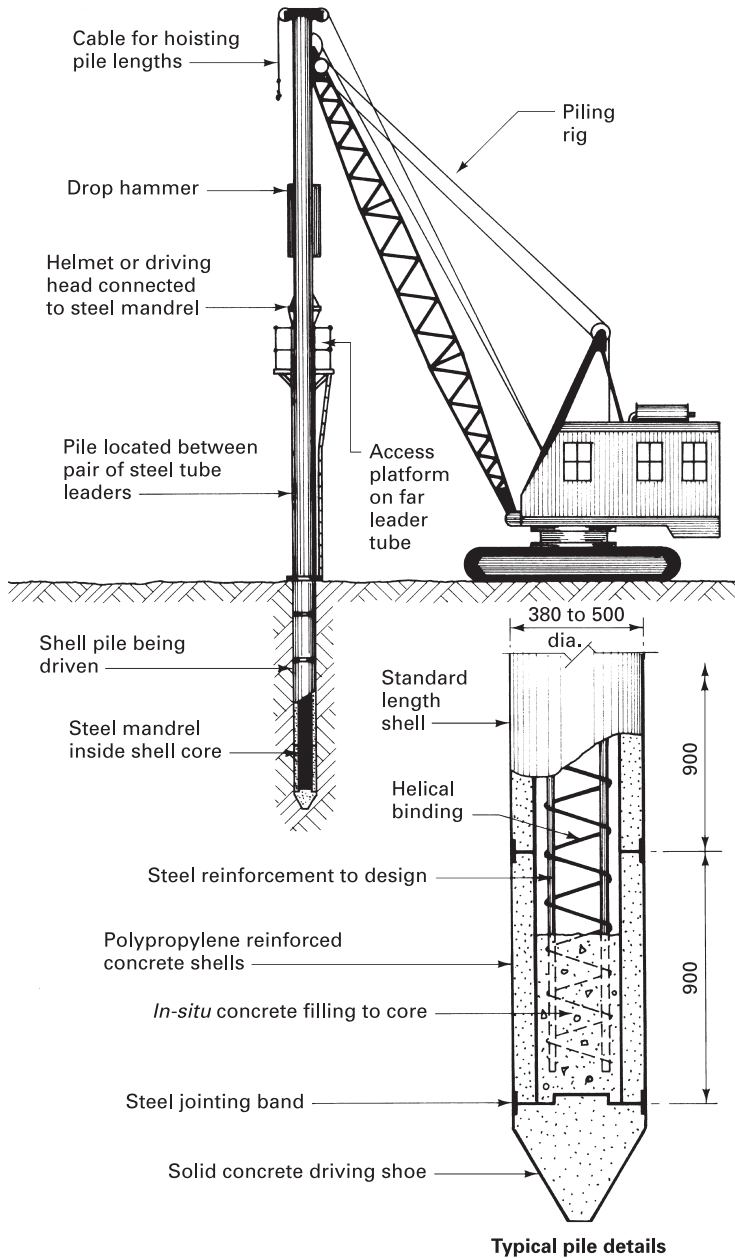 Cable for hoisting
pile lengths
Piling
rig
Drop hammer
Helmet or driving
head connected
to steel mandrel
Pile located between
pair of steel tube
leaders
Access
platform
on far
leader
tube
380 to 500
dia.
Shell pile being
driven
Standard
length
shell
Steel mandrel
inside shell core
900
Helical
binding
Steel reinforcement to design
Polypropylene reinforced
concrete shells
900
In-situ concrete filling to core
Steel jointing band
Solid concrete driving shoe
Typical pile details